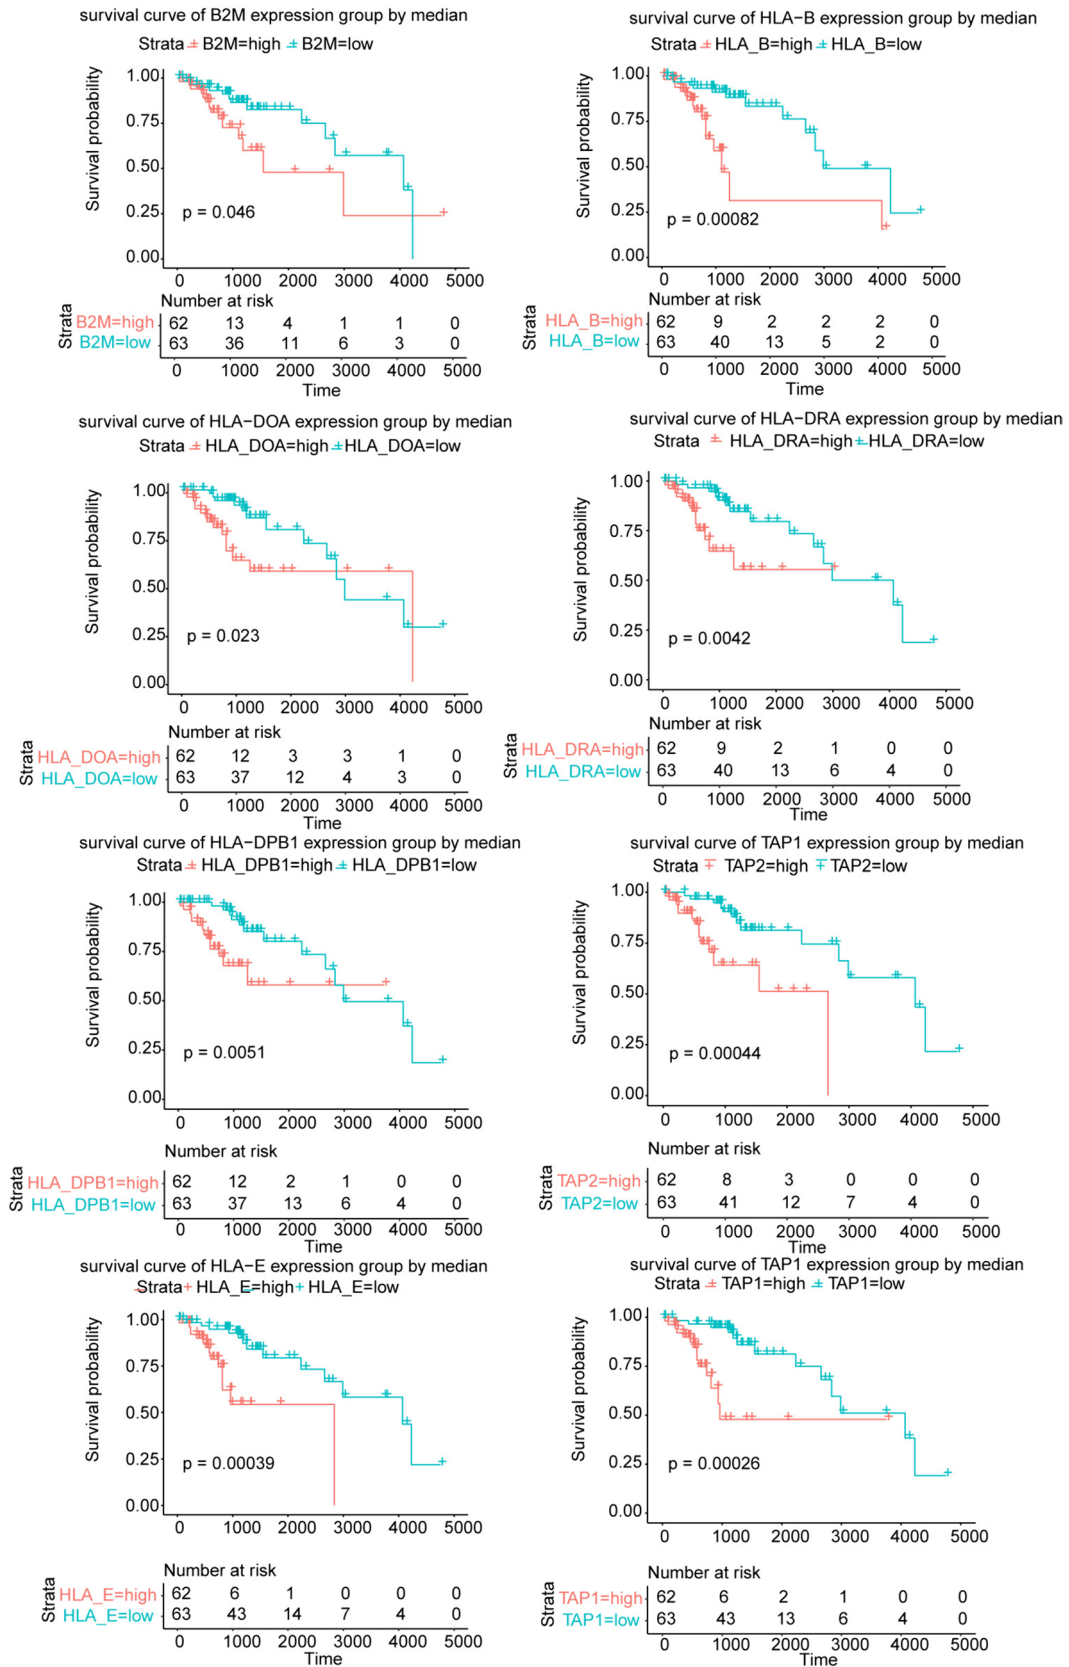 survival curve of B2M expression group by median
Strata B2M=high B2M=low
Survival probability
1.00
0.75
0.50
0.25
0.00
p = 0.046
0 1000 2000 3000 4000 5000
Number at risk
Strata
B2M=high 62 13 4 1 1 0
B2M=low 63 36 11 6 3 0
0 1000 2000 3000 4000 5000
Time
survival curve of HLA−B expression group by median
Strata HLA_B=high HLA_B=low
Survival probability
1.00
0.75
0.50
0.25
0.00
p = 0.00082
0 1000 2000 3000 4000 5000
Number at risk
Strata
HLA_B=high 62 9 2 2 2 0
HLA_B=low 63 40 13 5 2 0
0 1000 2000 3000 4000 5000
Time
survival curve of HLA−DOA expression group by median
Strata HLA_DOA=high HLA_DOA=low
Survival probability
1.00
0.75
0.50
0.25
0.00
p = 0.023
0 1000 2000 3000 4000 5000
Number at risk
Strata
HLA_DOA=high 62 12 3 3 1 0
HLA_DOA=low 63 37 12 4 3 0
0 1000 2000 3000 4000 5000
Time
survival curve of HLA−DRA expression group by median
Strata HLA_DRA=high HLA_DRA=low
Survival probability
1.00
0.75
0.50
0.25
0.00
p = 0.0042
0 1000 2000 3000 4000 5000
Number at risk
Strata
HLA_DRA=high 62 9 2 1 0 0
HLA_DRA=low 63 40 13 6 4 0
0 1000 2000 3000 4000 5000
Time
survival curve of HLA−DPB1 expression group by median
Strata HLA_DPB1=high HLA_DPB1=low
Survival probability
1.00
0.75
0.50
0.25
0.00
p = 0.0051
0 1000 2000 3000 4000 5000
Number at risk
Strata
HLA_DPB1=high 62 12 2 1 0 0
HLA_DPB1=low 63 37 13 6 4 0
0 1000 2000 3000 4000 5000
Time
survival curve of TAP1 expression group by median
Strata TAP2=high TAP2=low
Survival probability
1.00
0.75
0.50
0.25
0.00
p = 0.00044
0 1000 2000 3000 4000 5000
Number at risk
Strata
TAP2=high 62 8 3 0 0 0
TAP2=low 63 41 12 7 4 0
0 1000 2000 3000 4000 5000
Time
survival curve of HLA−E expression group by median
Strata HLA_E=high HLA_E=low
Survival probability
1.00
0.75
0.50
0.25
0.00
p = 0.00039
0 1000 2000 3000 4000 5000
Number at risk
Strata
HLA_E=high 62 6 1 0 0 0
HLA_E=low 63 43 14 7 4 0
0 1000 2000 3000 4000 5000
Time
survival curve of TAP1 expression group by median
Strata TAP1=high TAP1=low
Survival probability
1.00
0.75
0.50
0.25
0.00
p = 0.00026
0 1000 2000 3000 4000 5000
Number at risk
Strata
TAP1=high 62 6 2 1 0 0
TAP1=low 63 43 13 6 4 0
0 1000 2000 3000 4000 5000
Time